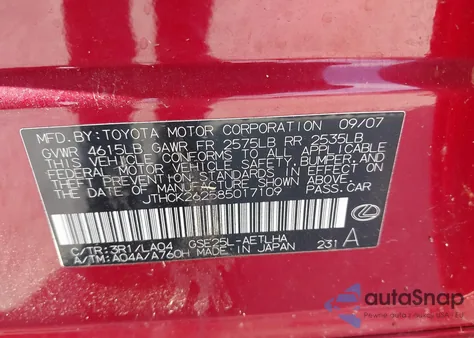 MFD.BY:TOYOTA MOTOR CORPORATION 09/07
GVWR 4615LB GAWR FR 2575LB RR 2535LB
THIS VEHICLE CONFORMS TO ALL APPLICABLE
FEDERAL MOTOR VEHICLE SAFETY, BUMPER, AND
THEFT PREVENTION STANDARDS IN EFFECT ON
THE DATE OF MANUFACTURE SHOWN ABOVE.
JTHCK262585017109 PASS.CAR
C/TR:3R1/LA04 GSE25L-AETLHA 231 A
A/TM:A04A/A760H MADE IN JAPAN
autoSnap